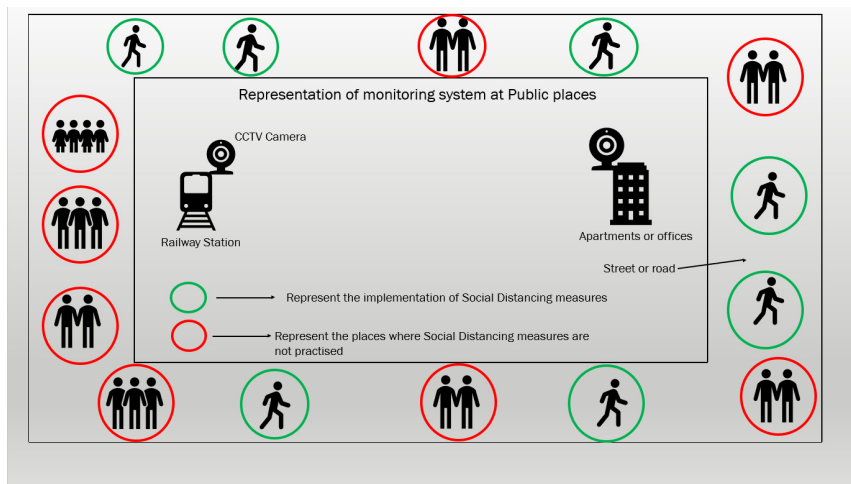 Representation of monitoring system at Public places
CCTV Camera
Railway Station
Apartments or offices
Street or road
Represent the implementation of Social Distancing measures
Represent the places where Social Distancing measures are
not practised